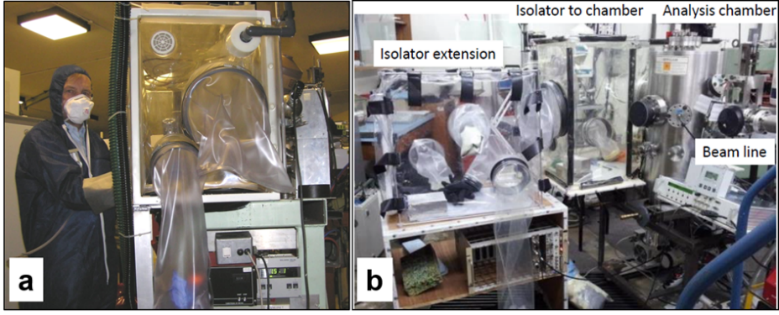 Isolator to chamber
Analysis chamber
Isolator extension
Beam line
a
b